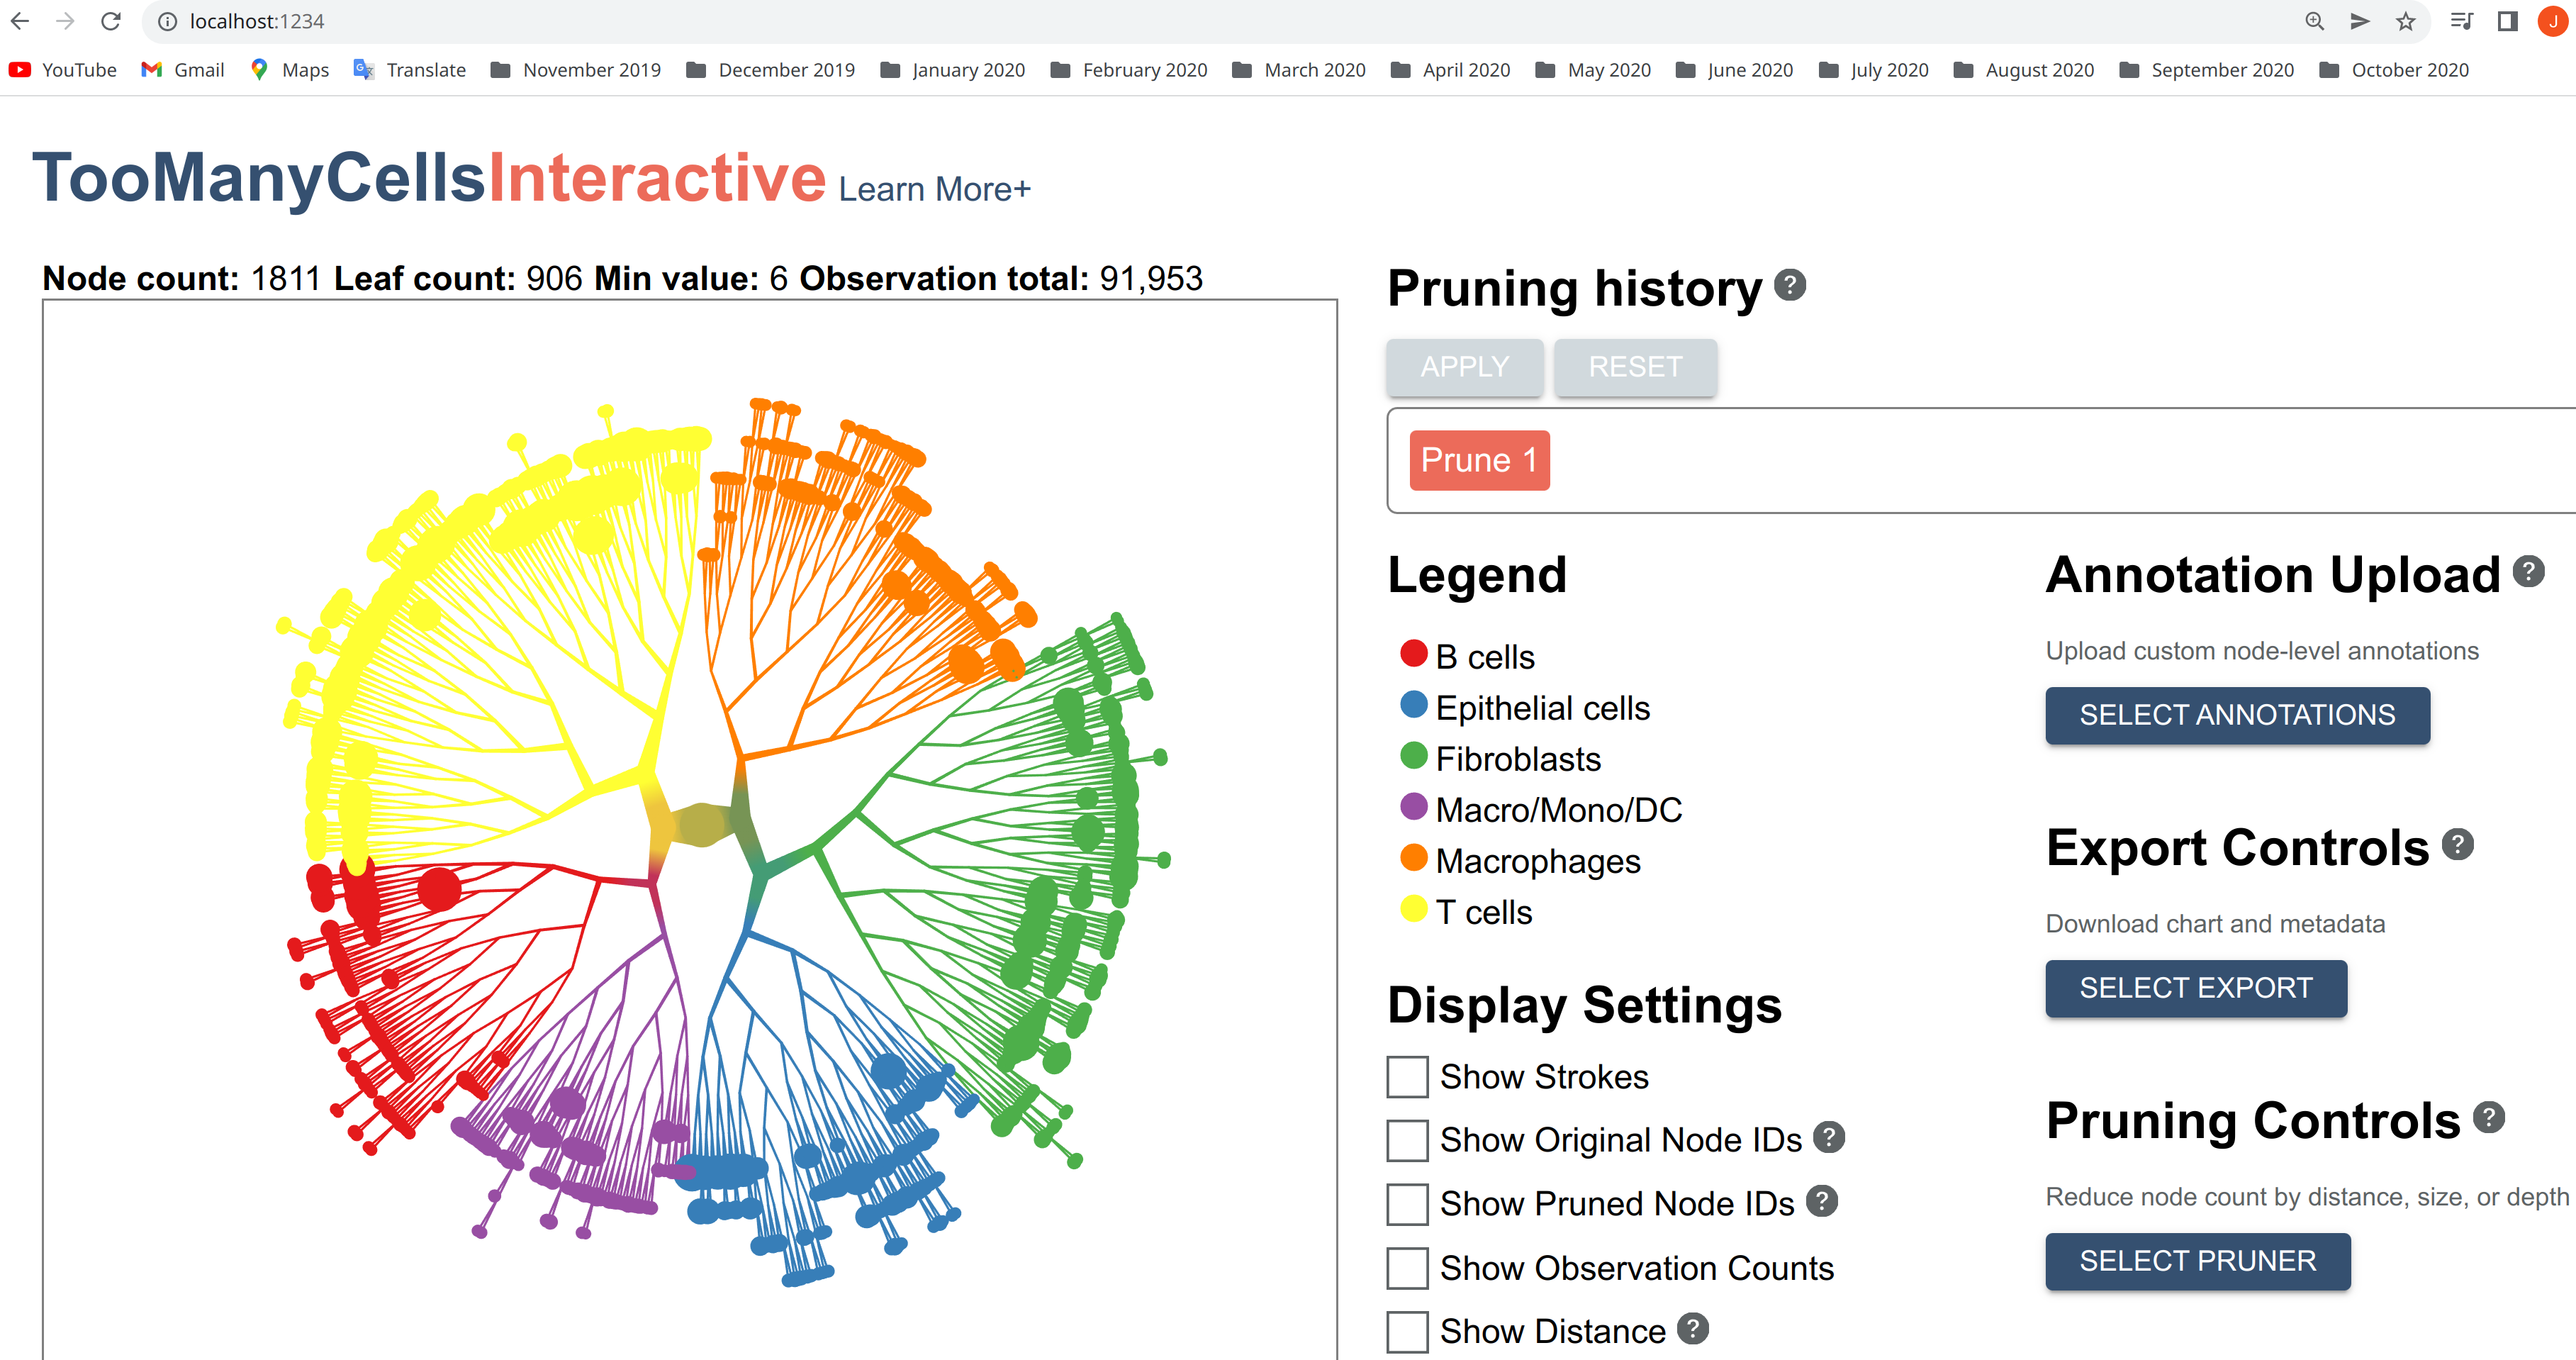 localhost:1234
YouTube Gmail Maps Translate November 2019 December 2019 January 2020 February 2020 March 2020 April 2020 May 2020 June 2020 July 2020 August 2020 September 2020 October 2020
J
TooManyCellsInteractive Learn More+
Node count: 1811 Leaf count: 906 Min value: 6 Observation total: 91,953
Pruning history ?
APPLY RESET
Prune 1
Legend
B cells
Epithelial cells
Fibroblasts
Macro/Mono/DC
Macrophages
T cells
Display Settings
Show Strokes
Show Original Node IDs ?
Show Pruned Node IDs ?
Show Observation Counts
Show Distance ?
Annotation Upload ?
Upload custom node-level annotations
SELECT ANNOTATIONS
Export Controls ?
Download chart and metadata
SELECT EXPORT
Pruning Controls ?
Reduce node count by distance, size, or depth
SELECT PRUNER